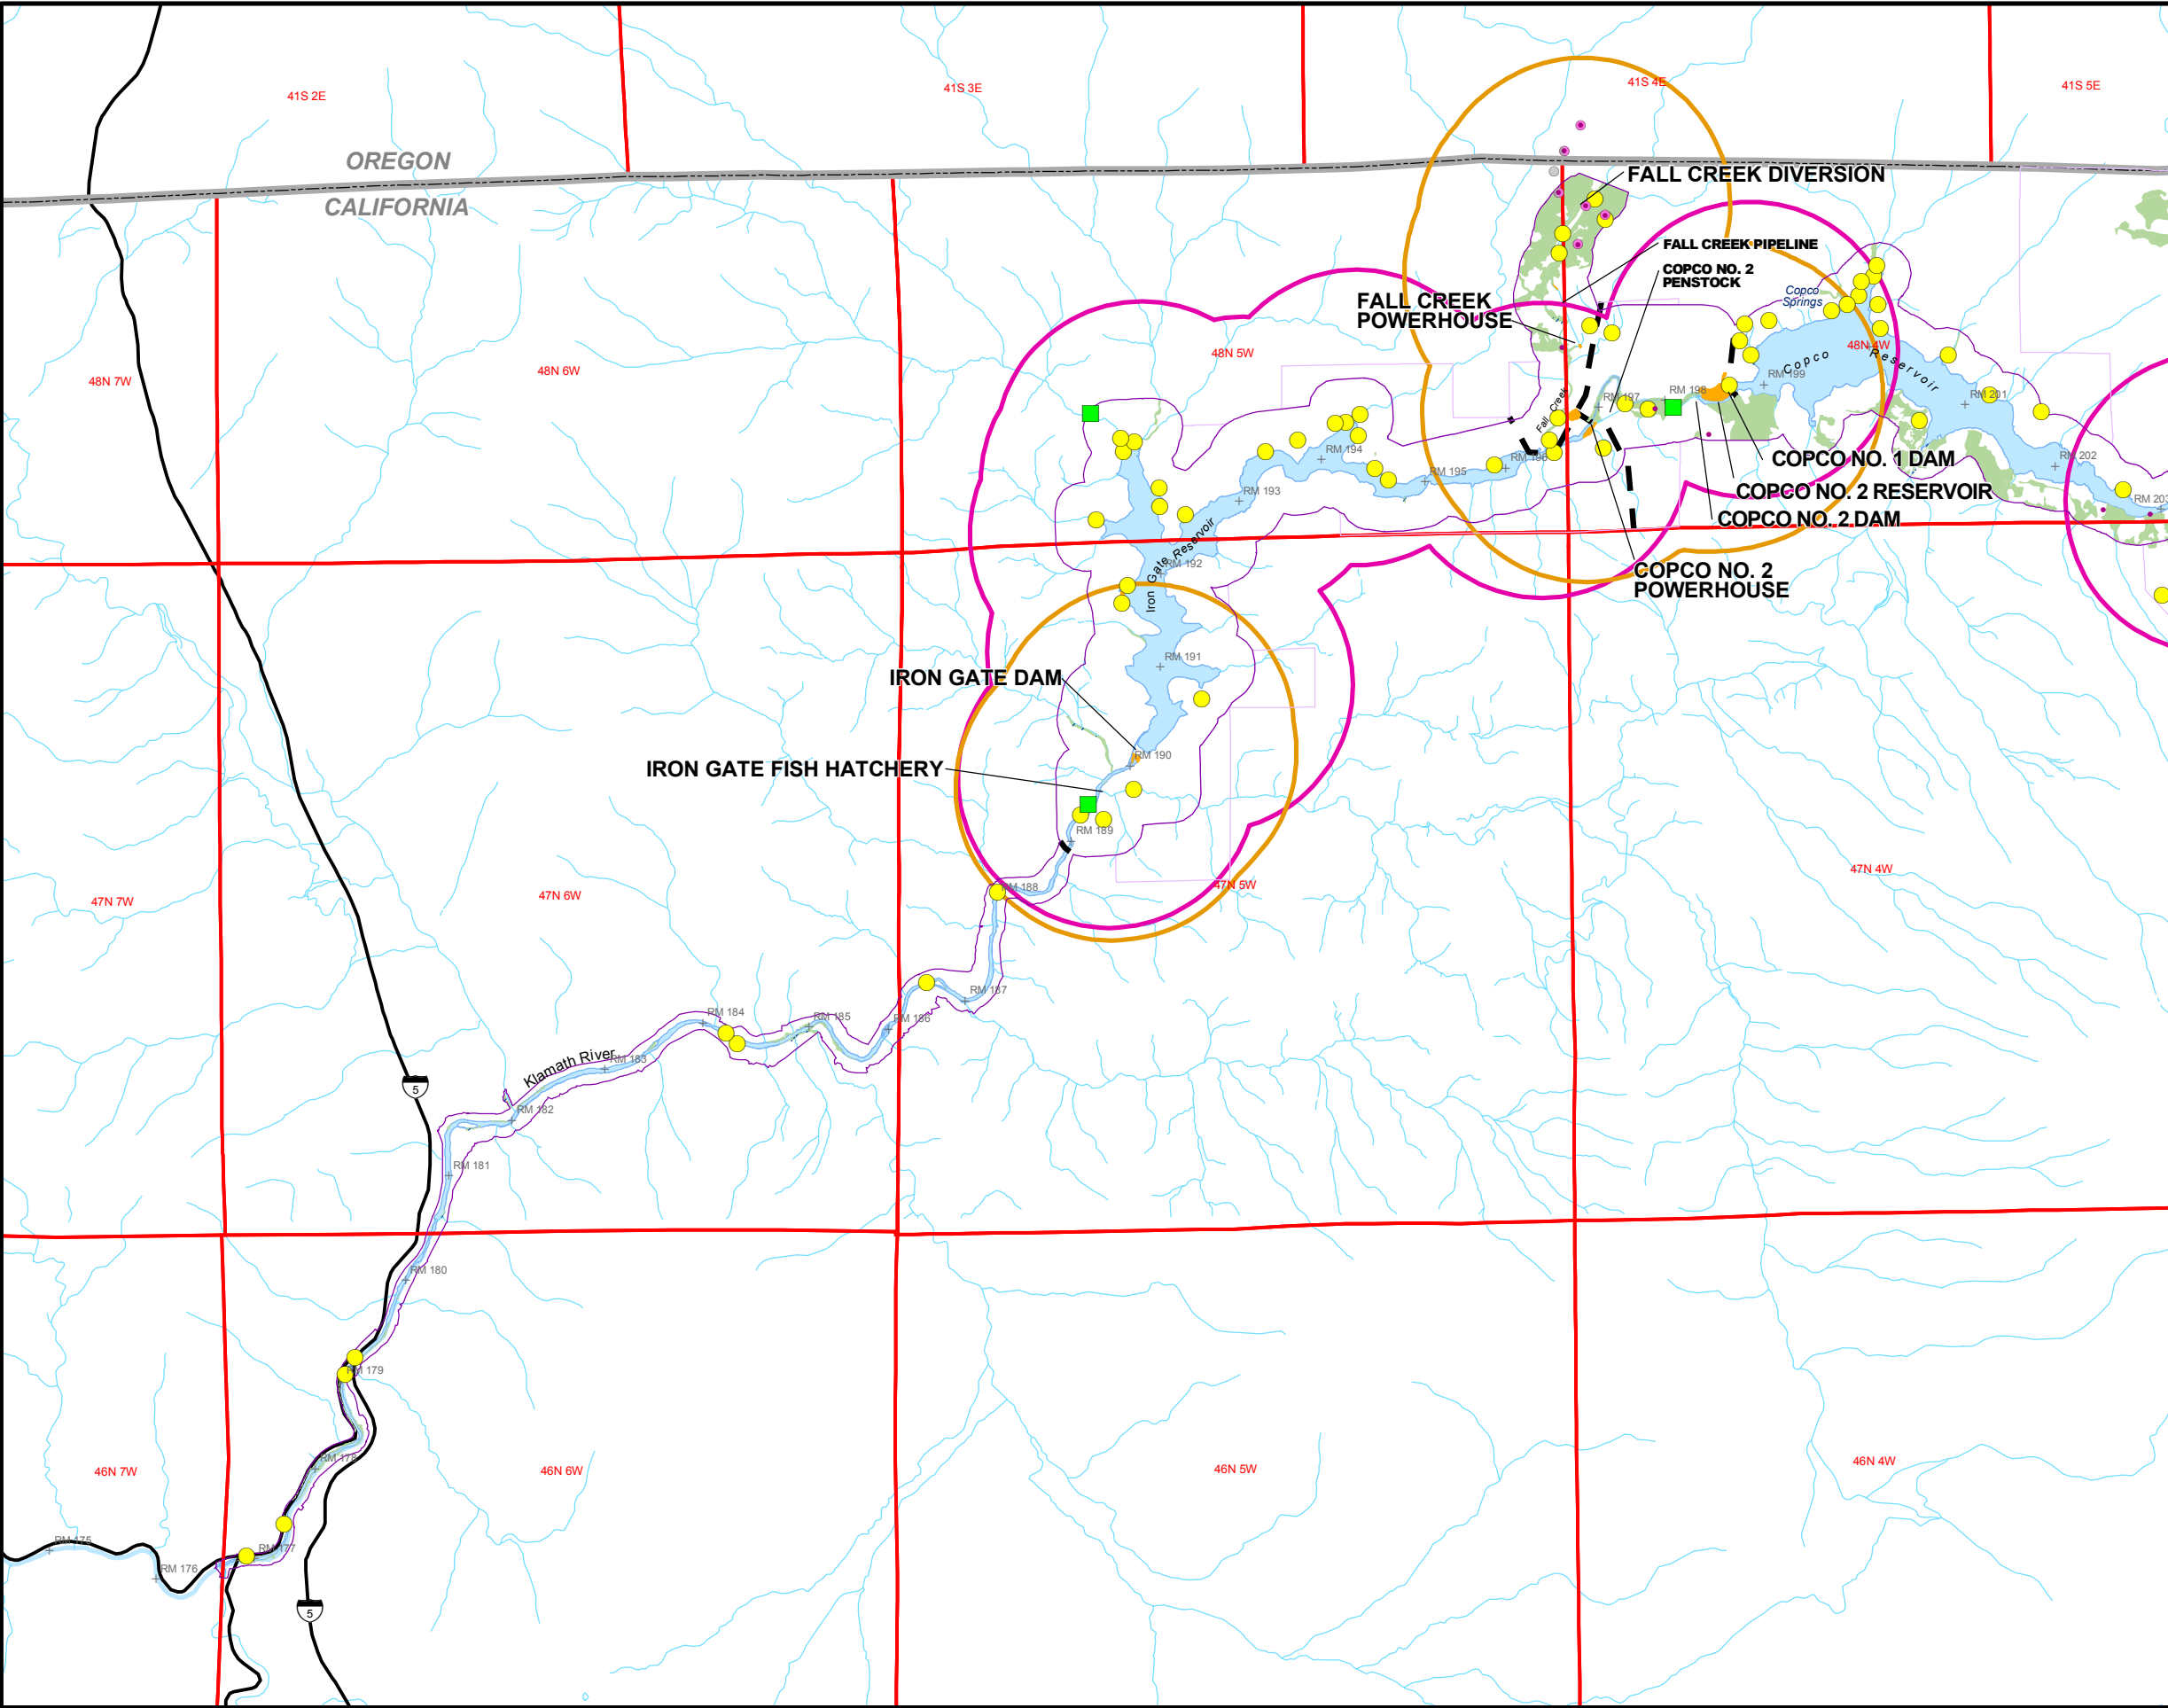 41S 2E
41S 3E
41S 4E
41S 5E
OREGON
CALIFORNIA
FALL CREEK DIVERSION
FALL CREEK PIPELINE
COPCO NO. 2
PENSTOCK
FALL CREEK
POWERHOUSE
Copco
Springs
48N 7W
48N 6W
48N 5W
48N 4W
Copco Reservoir
RM 199
RM 201
RM 198
RM 197
Fall Creek
RM 196
RM 195
RM 194
RM 193
RM 202
RM 203
COPCO NO. 1 DAM
COPCO NO. 2 RESERVOIR
COPCO NO. 2 DAM
COPCO NO. 2
POWERHOUSE
Iron Gate Reservoir
RM 192
RM 191
IRON GATE DAM
RM 190
IRON GATE FISH HATCHERY
RM 189
RM 188
47N 7W
47N 6W
47N 5W
47N 4W
RM 187
RM 186
RM 185
RM 184
RM 183
Klamath River
RM 182
5
RM 181
RM 180
RM 179
RM 178
46N 7W
46N 6W
46N 5W
46N 4W
RM 177
RM 176
RM 175
5